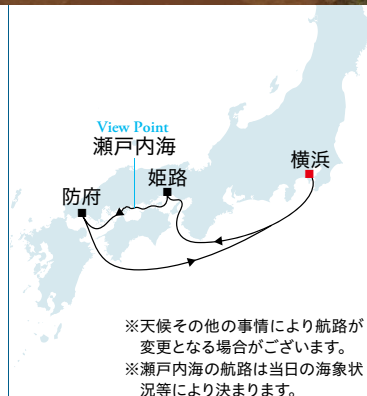 View Point
瀬戸内海
横浜
姫路
防府
※天候その他の事情により航路が
変更となる場合がございます。
※瀬戸内海の航路は当日の海象状
況等により決まります。